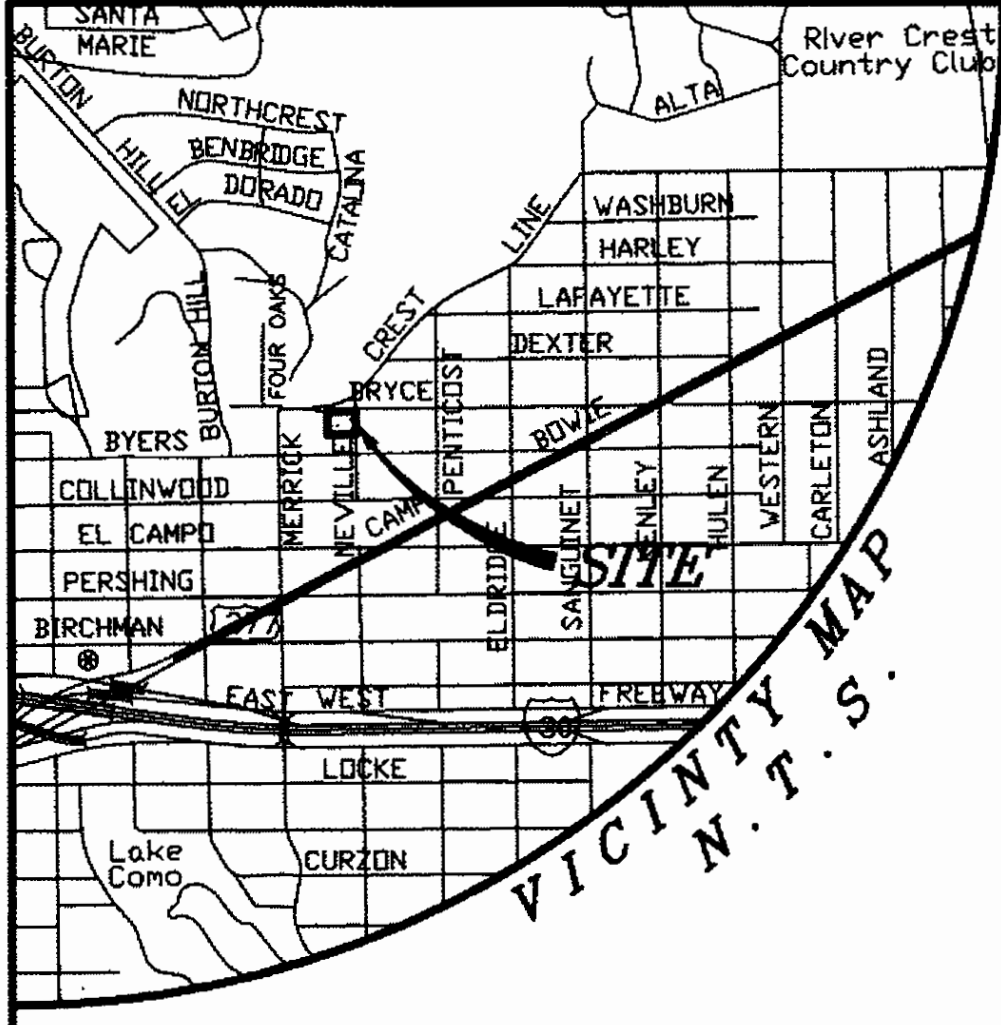 SANTA
MARIE
River Crest
Country Club
BURTON
HILL
NORTHCREST
BENBRIDGE
EL
DORADO
CATALINA
ALTA
WASHBURN
HARLEY
LAFAYETTE
DEXTER
CREST
LINE
BRYCE
FOUR OAKS
BURTON HILL
BYERS
COLLINWOOD
EL CAMPO
PERSHING
BIRCHMAN
MERRICK
NEVILLE
PENTICOST
CAMP
BOWIE
ELDRIDGE
SANGUINET
HULEN
WESTERN
CARLETON
ASHLAND
SITE
377
EAST WEST
FREEWAY
30
LOCKE
CURZON
Lake
Como
VICINTY MAP
N.T.S.